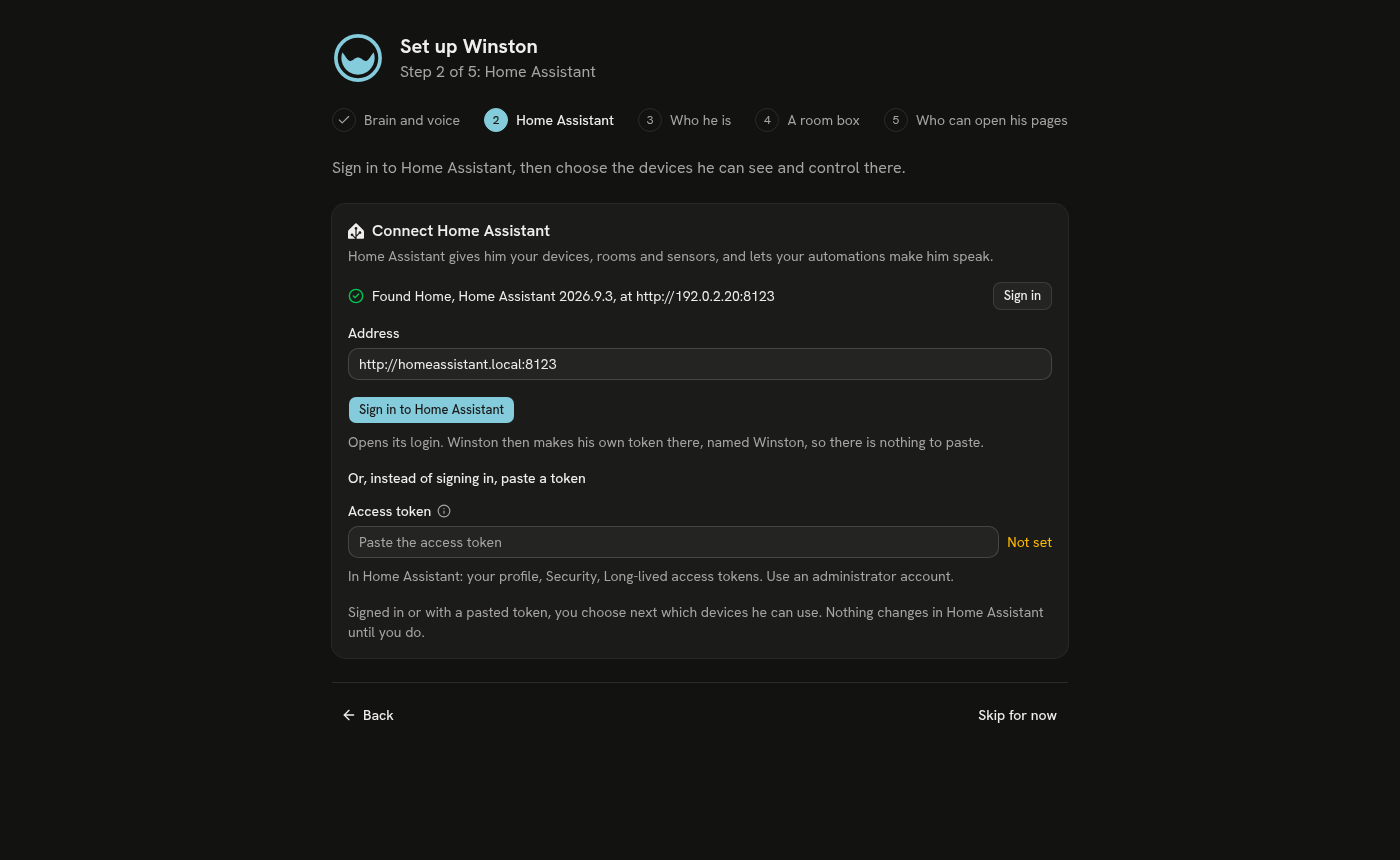 Set up Winston
Step 2 of 5: Home Assistant
Brain and voice
2 Home Assistant
3 Who he is
4 A room box
5 Who can open his pages
Sign in to Home Assistant, then choose the devices he can see and control there.
Connect Home Assistant
Home Assistant gives him your devices, rooms and sensors, and lets your automations make him speak.
Found Home, Home Assistant 2026.9.3, at http://192.0.2.20:8123
Sign in
Address
http://homeassistant.local:8123
Sign in to Home Assistant
Opens its login. Winston then makes his own token there, named Winston, so there is nothing to paste.
Or, instead of signing in, paste a token
Access token
Paste the access token
Not set
In Home Assistant: your profile, Security, Long-lived access tokens. Use an administrator account.
Signed in or with a pasted token, you choose next which devices he can use. Nothing changes in Home Assistant
until you do.
Back
Skip for now